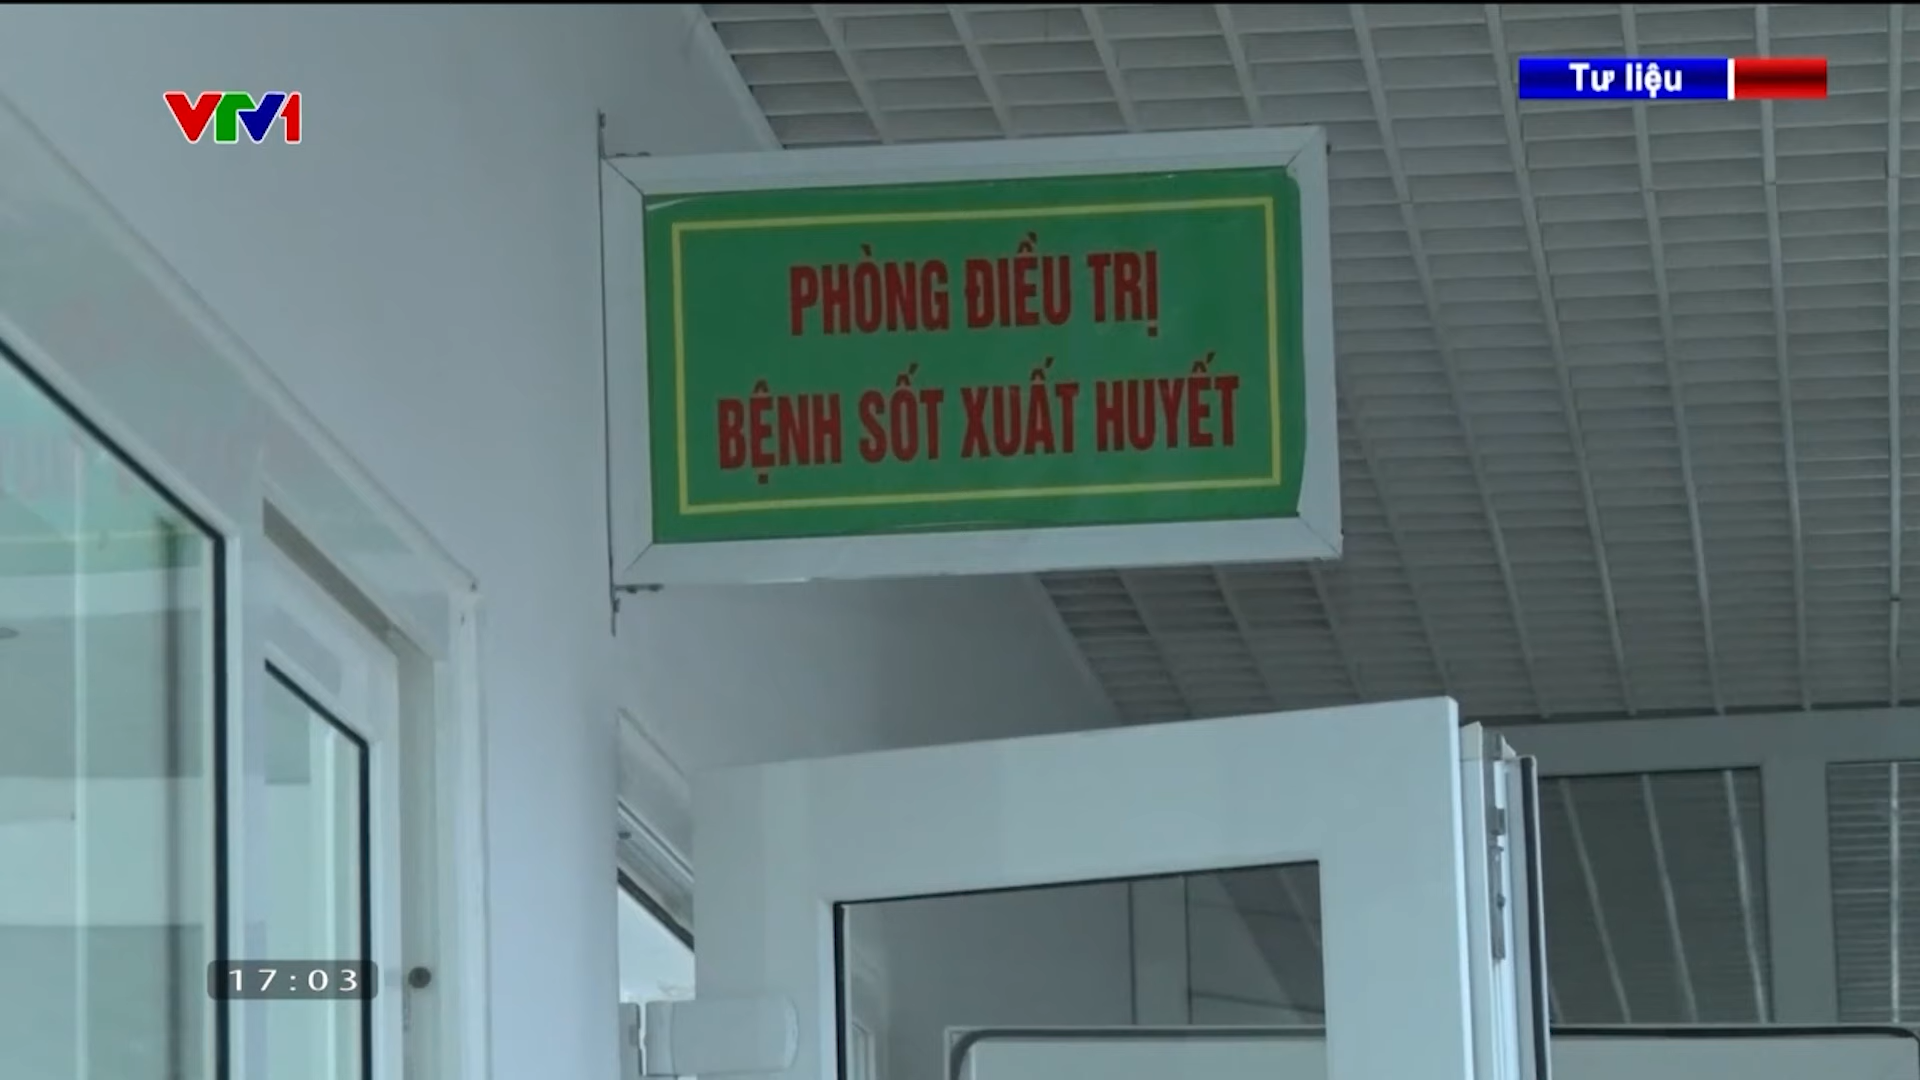 VTV1
Tư liệu
PHÒNG ĐIỀU TRỊ
BỆNH SỐT XUẤT HUYẾT
17:03